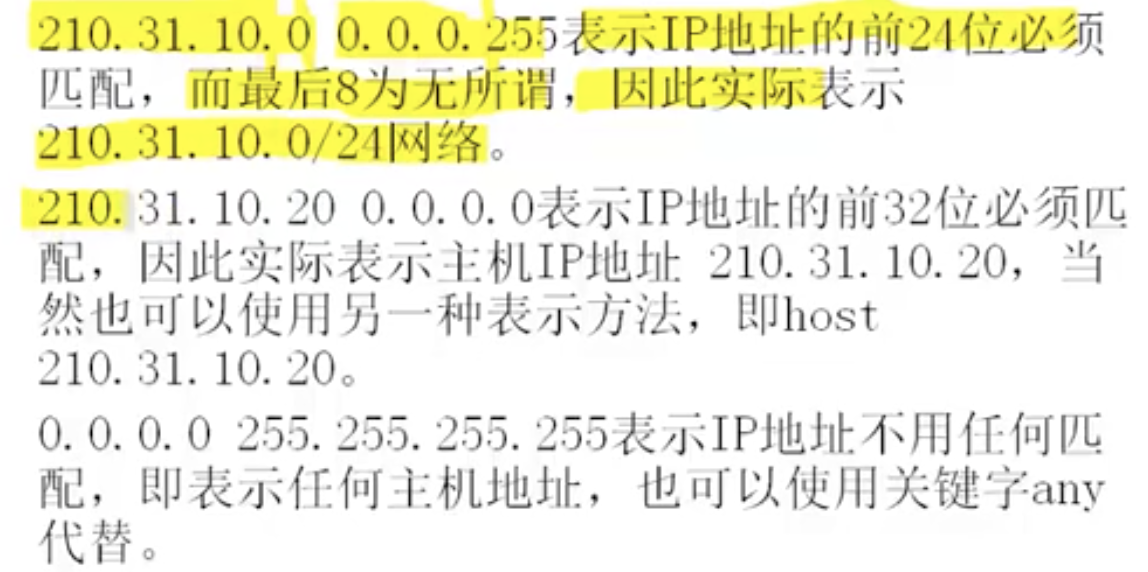 210.31.10.0 0.0.0.255表示IP地址的前24位必须
匹配，而最后8为无所谓，因此实际表示
210.31.10.0/24网络。
210.31.10.20 0.0.0.0表示IP地址的前32位必须匹
配，因此实际表示主机IP地址 210.31.10.20，当
然也可以使用另一种表示方法，即host
210.31.10.20。
0.0.0.0 255.255.255.255表示IP地址不用任何匹
配，即表示任何主机地址，也可以使用关键字any
代替。